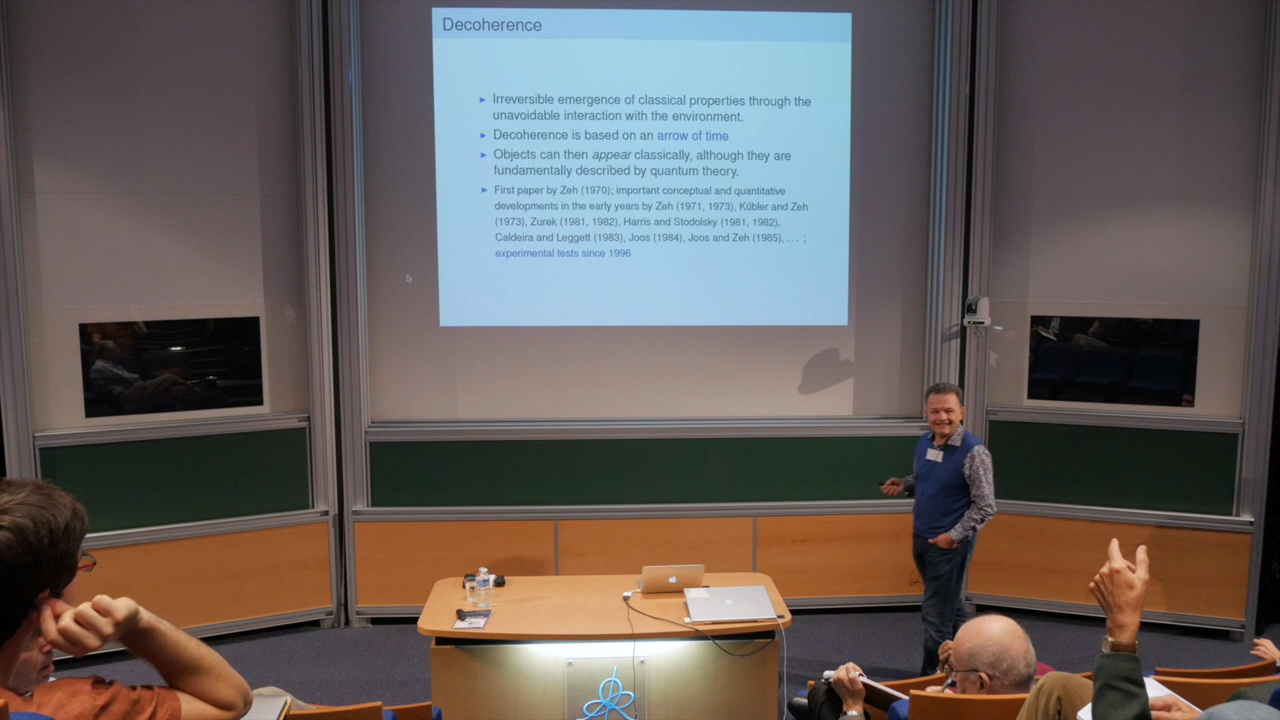 Decoherence
► Irreversible emergence of classical properties through the
unavoidable interaction with the environment.
► Decoherence is based on an arrow of time
► Objects can then appear classically, although they are
fundamentally described by quantum theory.
► First paper by Zeh (1970); important conceptual and quantitative
developments in the early years by Zeh (1971, 1973), Kübler and Zeh
(1973), Zurek (1981, 1982), Harris and Stodolsky (1981, 1982),
Caldeira and Leggett (1983), Joos (1984), Joos and Zeh (1985), ... ;
experimental tests since 1996